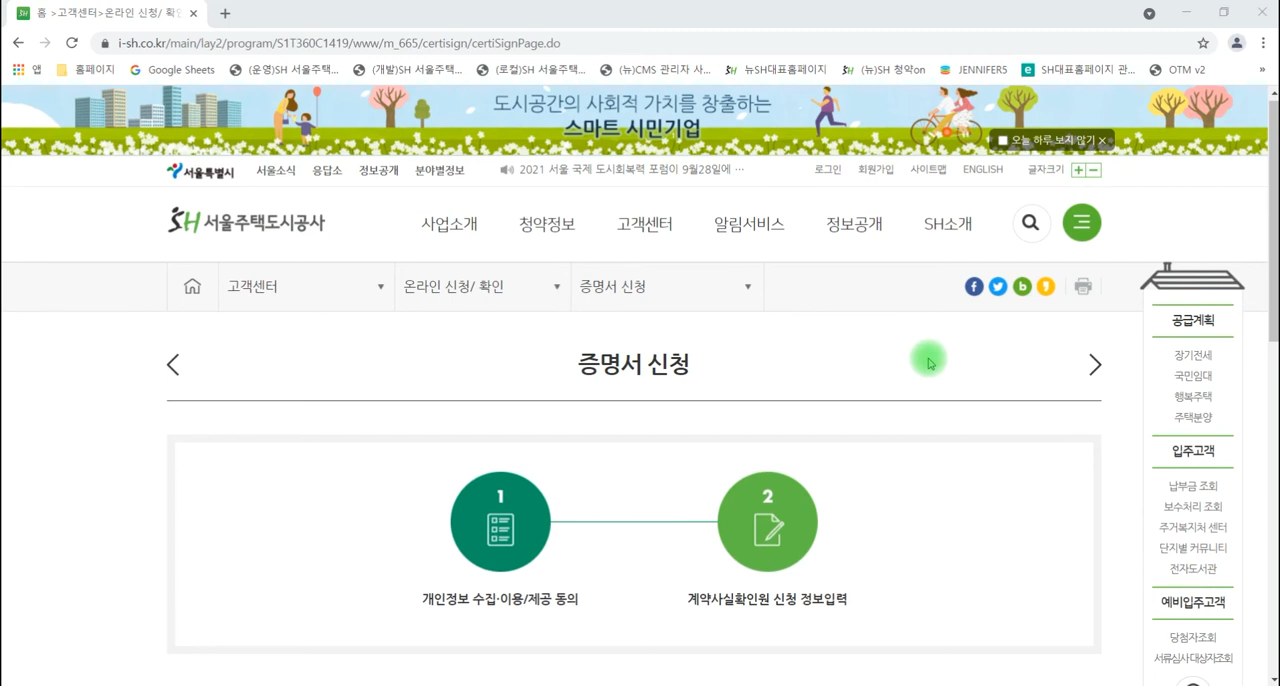 홈 >고객센터>온라인 신청/ 확인
i-sh.co.kr/main/lay2/program/S1T360C1419/www/m_665/certisign/certiSignPage.do
앱 홈페이지 Google Sheets (운영)SH 서울주택... (개발)SH 서울주택... (로컬)SH 서울주택... (뉴)CMS 관리자 사... 뉴SH대표홈페이지 (뉴)SH 청약on JENNIFER5 SH대표홈페이지 관... OTM v2 »
도시공간의 사회적 가치를 창출하는
스마트 시민기업
오늘 하루 보지 않기
서울특별시 서울소식 응답소 정보공개 분야별정보 2021 서울 국제 도시회복력 포럼이 9월28일에 ... 로그인 회원가입 사이트맵 ENGLISH 글자크기 + −
SH 서울주택도시공사 사업소개 청약정보 고객센터 알림서비스 정보공개 SH소개
고객센터 온라인 신청/ 확인 증명서 신청
증명서 신청
1 2
개인정보 수집·이용/제공 동의 계약사실확인원 신청 정보입력
공급계획
장기전세
국민임대
행복주택
주택분양
입주고객
납부금 조회
보수처리 조회
주거복지처 센터
단지별 커뮤니티
전자도서관
예비입주고객
당첨자조회
서류심사대상자조회